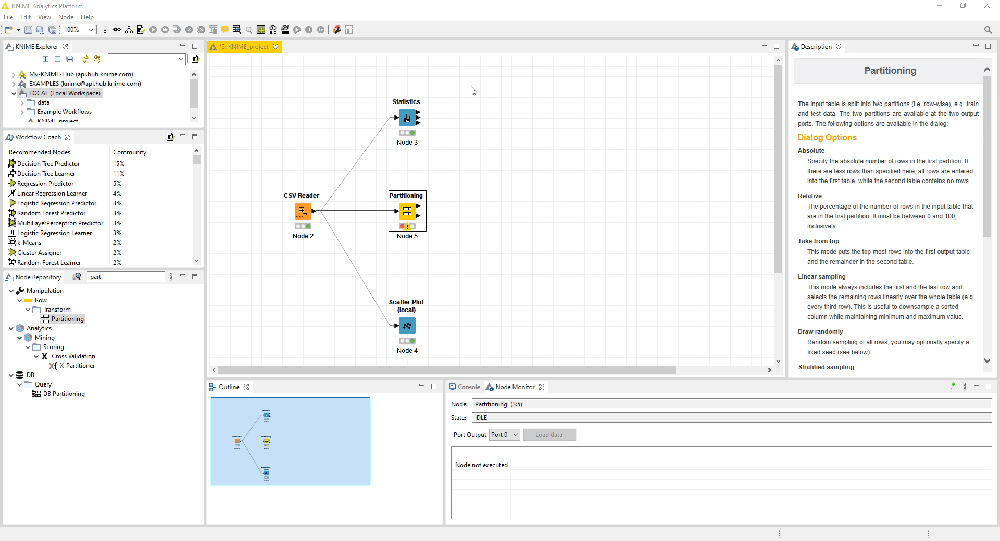 KNIME Analytics Platform
File Edit View Node Help
100%
#ID
NAME
KNIME Explorer
My-KNIME-Hub (api.hub.knime.com)
EXAMPLES (knime@api.hub.knime.com)
LOCAL (Local Workspace)
data
Example Workflows
KNIME_project
Workflow Coach
Recommended Nodes Community
Decision Tree Predictor 15%
Decision Tree Learner 11%
Regression Predictor 5%
Linear Regression Learner 4%
Logistic Regression Predictor 3%
Random Forest Predictor 3%
MultiLayerPerceptron Predictor 3%
Logistic Regression Learner 3%
k-Means 2%
Cluster Assigner 2%
Random Forest Learner 2%
Node Repository part
Manipulation
Row
Transform
Partitioning
Analytics
Mining
Scoring
Cross Validation
X-Partitioner
DB
Query
DB Partitioning
*3: KNIME_project
Statistics
Node 3
CSV Reader
Node 2
Partitioning
Node 5
Scatter Plot
(local)
Node 4
Outline
Console Node Monitor
Node: Partitioning (3:5)
State: IDLE
Port Output Port 0 Load data
Node not executed
Description
Partitioning
The input table is split into two partitions (i.e. row-wise), e.g. train
and test data. The two partitions are available at the two output
ports. The following options are available in the dialog:
Dialog Options
Absolute
Specify the absolute number of rows in the first partition. If
there are less rows than specified here, all rows are entered
into the first table, while the second table contains no rows.
Relative
The percentage of the number of rows in the input table that
are in the first partition. It must be between 0 and 100,
inclusively.
Take from top
This mode puts the top-most rows into the first output table
and the remainder in the second table.
Linear sampling
This mode always includes the first and the last row and
selects the remaining rows linearly over the whole table (e.g.
every third row). This is useful to downsample a sorted
column while maintaining minimum and maximum value.
Draw randomly
Random sampling of all rows, you may optionally specify a
fixed seed (see below).
Stratified sampling